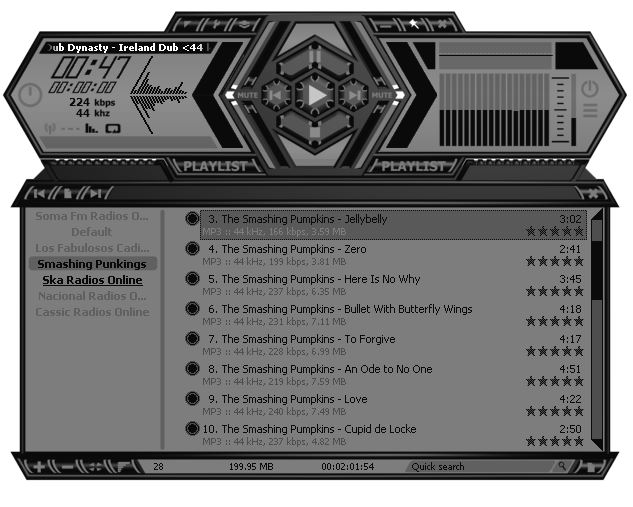 ub Dynasty - Ireland Dub <44
00:47
00:00:00
224 kbps
44 khz
MUTE
MUTE
PLAYLIST
PLAYLIST
Soma Fm Radios O...
Default
Los Fabulosos Cadi...
Smashing Punkings
Ska Radios Online
Nacional Radios O...
Cassic Radios Online
3. The Smashing Pumpkins - Jellybelly 3:02
MP3 :: 44 kHz, 166 kbps, 3.59 MB
4. The Smashing Pumpkins - Zero 2:41
MP3 :: 44 kHz, 199 kbps, 3.81 MB
5. The Smashing Pumpkins - Here Is No Why 3:45
MP3 :: 44 kHz, 237 kbps, 6.35 MB
6. The Smashing Pumpkins - Bullet With Butterfly Wings 4:18
MP3 :: 44 kHz, 231 kbps, 7.11 MB
7. The Smashing Pumpkins - To Forgive 4:17
MP3 :: 44 kHz, 228 kbps, 6.99 MB
8. The Smashing Pumpkins - An Ode to No One 4:51
MP3 :: 44 kHz, 219 kbps, 7.59 MB
9. The Smashing Pumpkins - Love 4:22
MP3 :: 44 kHz, 240 kbps, 7.49 MB
10. The Smashing Pumpkins - Cupid de Locke 2:50
MP3 :: 44 kHz, 237 kbps, 4.82 MB
28 199.95 MB 00:02:01:54 Quick search